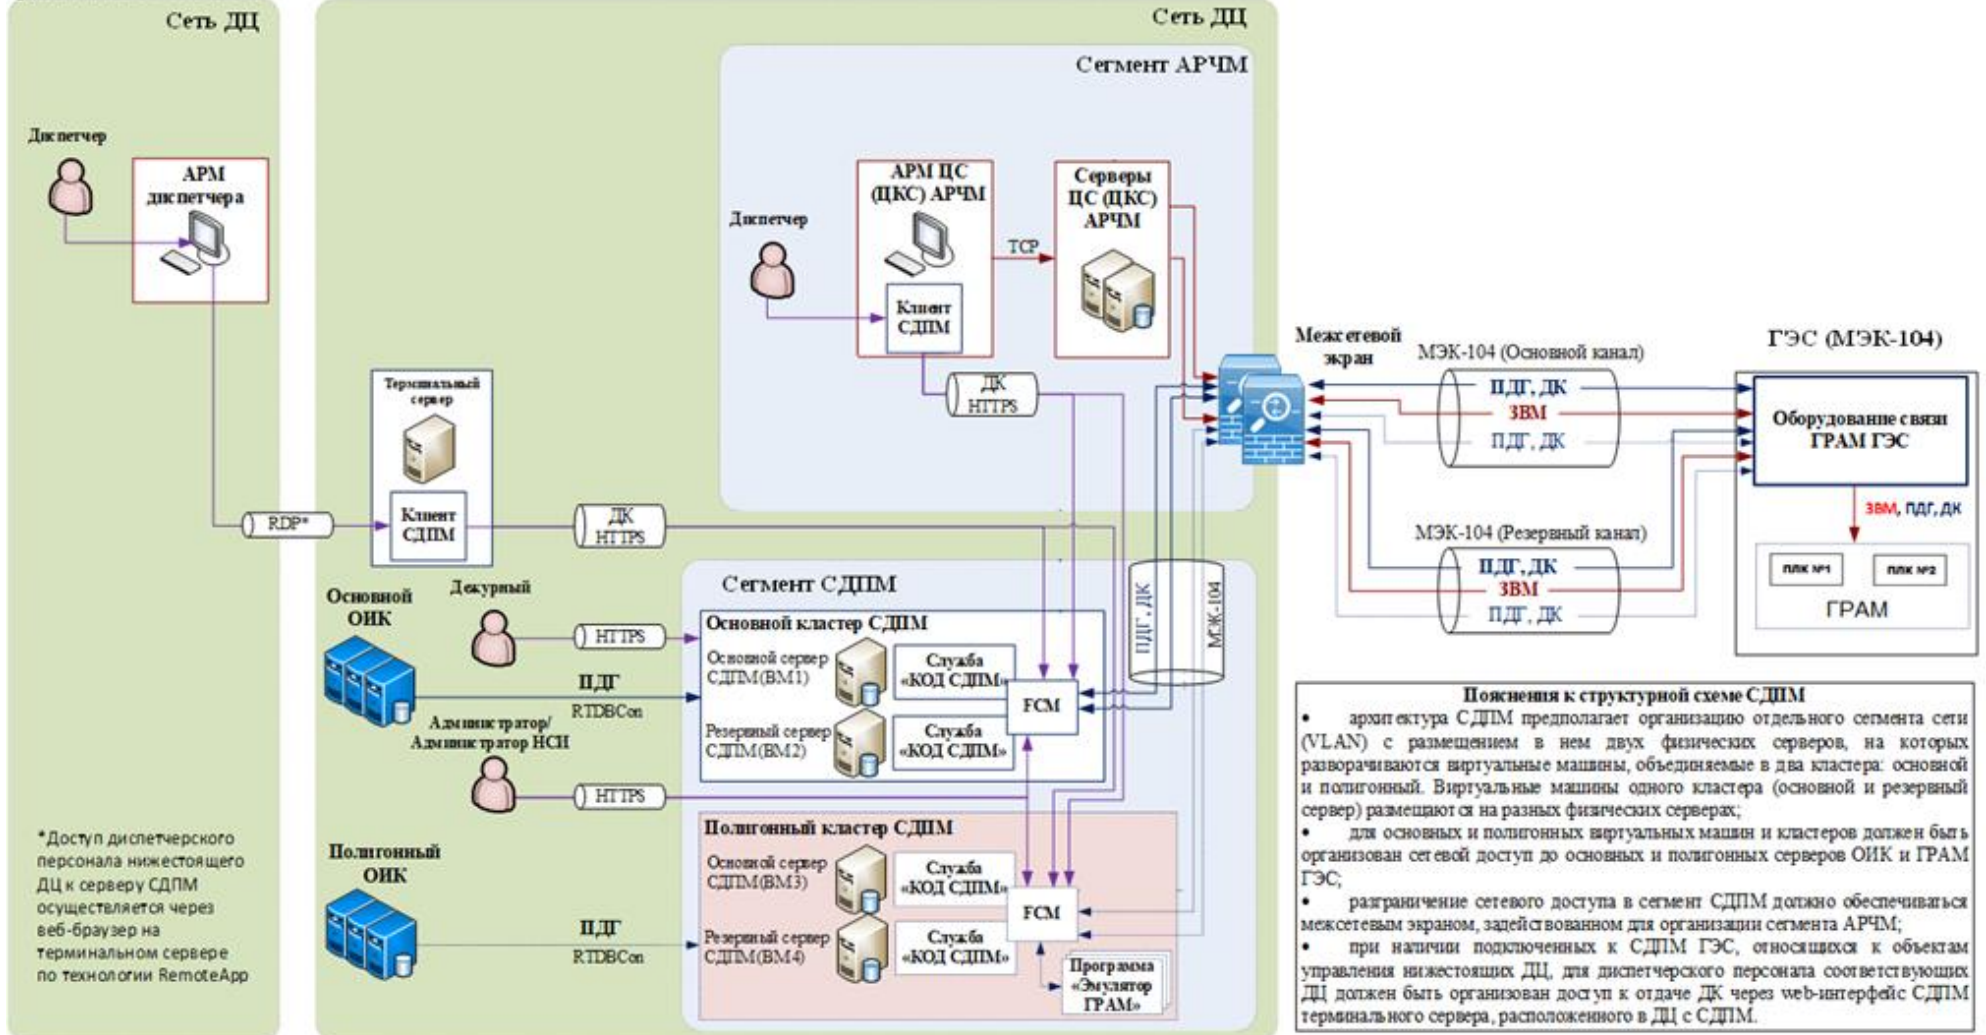 Сеть ДЦ
Диспетчер
АРМ
диспетчера
RDP*
*Доступ диспетчерского
персонала нижестоящего
ДЦ к серверу СДПМ
осуществляется через
веб-браузер на
терминальном сервере
по технологии RemoteApp
Сеть ДЦ
Сегмент АРЧМ
Диспетчер
АРМ ЦС
(ЦКС) АРЧМ
Клиент
СДПМ
TCP
Серверы
ЦС (ЦКС)
АРЧМ
ДК
HTTPS
Терминальный
сервер
Клиент
СДПМ
ДК
HTTPS
Основной
ОИК
Дежурный
HTTPS
ПДГ
RTDBCon
Администратор/
Администратор НСИ
HTTPS
Полигонный
ОИК
ПДГ
RTDBCon
Сегмент СДПМ
Основной кластер СДПМ
Основной сервер
СДПМ(ВМ1)
Служба
«КОД СДПМ»
Резервный сервер
СДПМ(ВМ2)
Служба
«КОД СДПМ»
FCM
Полигонный кластер СДПМ
Основной сервер
СДПМ(ВМ3)
Служба
«КОД СДПМ»
Резервный сервер
СДПМ(ВМ4)
Служба
«КОД СДПМ»
FCM
Программа
«Эмулятор
ГРАМ»
ПДГ, ДК
МЭК-104
Межсетевой
экран
МЭК-104 (Основной канал)
ПДГ, ДК
ЗВМ
ПДГ, ДК
МЭК-104 (Резервный канал)
ПДГ, ДК
ЗВМ
ПДГ, ДК
ГЭС (МЭК-104)
Оборудование связи
ГРАМ ГЭС
ЗВМ, ПДГ, ДК
ПЛК №1
ПЛК №2
ГРАМ
Пояснения к структурной схеме СДПМ
• архитектура СДПМ предполагает организацию отдельного сегмента сети
(VLAN) с размещением в нем двух физических серверов, на которых
разворачиваются виртуальные машины, объединяемые в два кластера: основной
и полигонный. Виртуальные машины одного кластера (основной и резервный
сервер) размещаются на разных физических серверах;
• для основных и полигонных виртуальных машин и кластеров должен быть
организован сетевой доступ до основных и полигонных серверов ОИК и ГРАМ
ГЭС;
• разграничение сетевого доступа в сегмент СДПМ должно обеспечиваться
межсетевым экраном, задействованном для организации сегмента АРЧМ;
• при наличии подключенных к СДПМ ГЭС, относящихся к объектам
управления нижестоящих ДЦ, для диспетчерского персонала соответствующих
ДЦ должен быть организован доступ к отдаче ДК через web-интерфейс СДПМ
терминального сервера, расположенного в ДЦ с СДПМ.